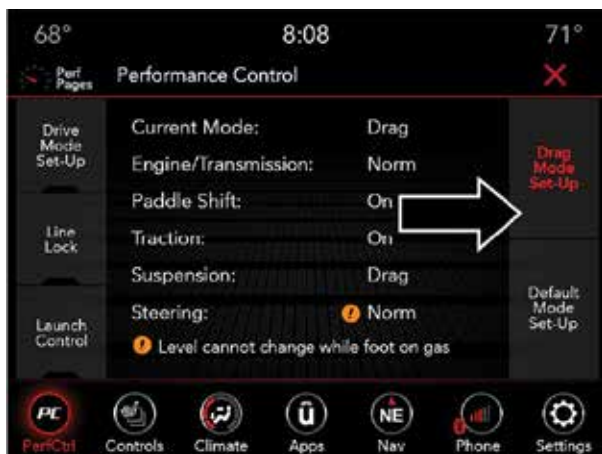 68° 8:08 71°
Perf Pages Performance Control
Drive Mode Set-Up
Line Lock
Launch Control
Current Mode: Drag
Engine/Transmission: Norm
Paddle Shift: On
Traction: On
Suspension: Drag
Steering: Norm
Level cannot change while foot on gas
Drag Mode Set-Up
Default Mode Set-Up
PC
PerfCtrl Controls Climate Apps Nav Phone Settings
ū
NE